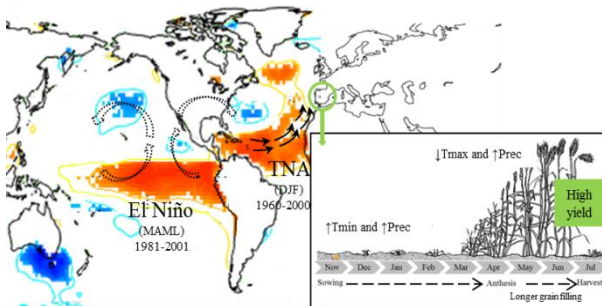 TNA
(DJF)
1960-2000
El Niño
(MAML)
1981-2001
↓Tmax and ↑Prec
High
yield
↑Tmin and ↑Prec
Nov Dec Jan Feb Mar Apr May Jun Jul
Sowing Anthesis Harvest
Longer grain filling